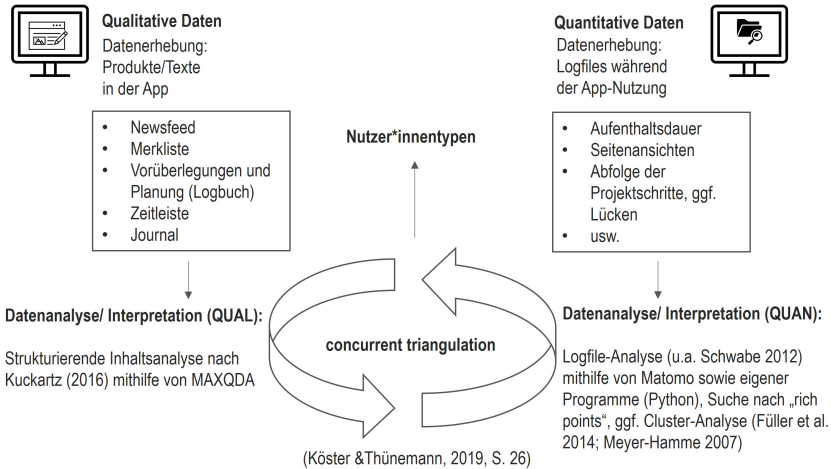 Qualitative Daten
Datenerhebung:
Produkte/Texte
in der App
• Newsfeed
• Merkliste
• Vorüberlegungen und
Planung (Logbuch)
• Zeitleiste
• Journal
Datenanalyse/ Interpretation (QUAL):
Strukturierende Inhaltsanalyse nach
Kuckartz (2016) mithilfe von MAXQDA
Nutzer*innentypen
concurrent triangulation
(Köster &Thünemann, 2019, S. 26)
Quantitative Daten
Datenerhebung:
Logfiles während
der App-Nutzung
• Aufenthaltsdauer
• Seitenansichten
• Abfolge der
Projektschritte, ggf.
Lücken
• usw.
Datenanalyse/ Interpretation (QUAN):
Logfile-Analyse (u.a. Schwabe 2012)
mithilfe von Matomo sowie eigener
Programme (Python), Suche nach „rich
points“, ggf. Cluster-Analyse (Füller et al.
2014; Meyer-Hamme 2007)